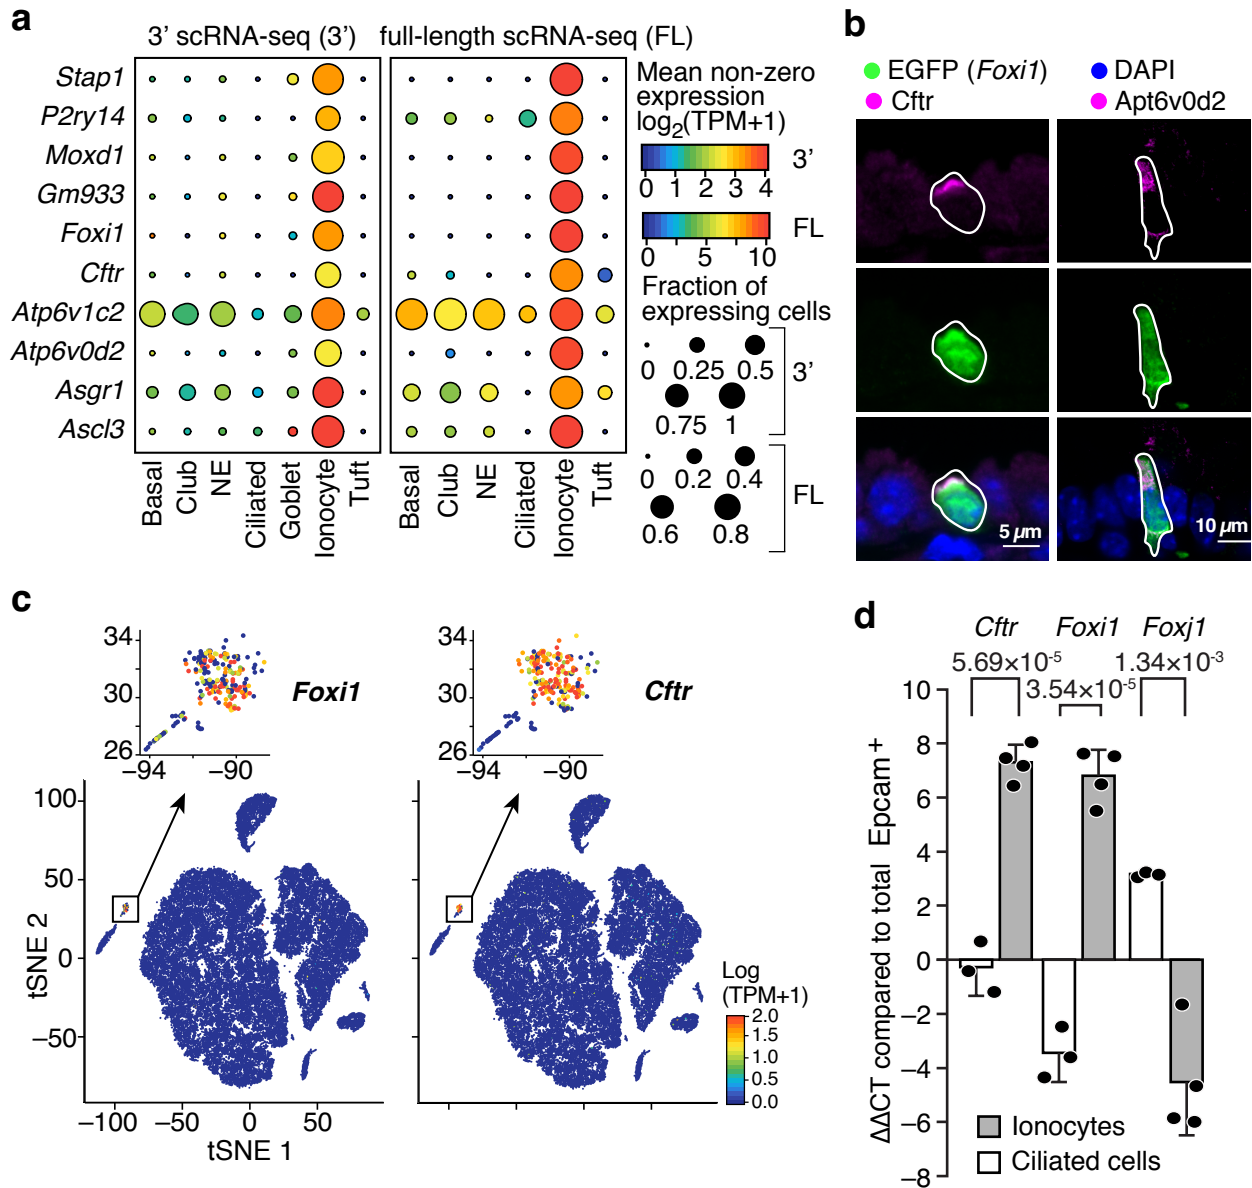 a
3’ scRNA-seq (3’) full-length scRNA-seq (FL)
Stap1
P2ry14
Moxd1
Gm933
Foxi1
Cftr
Atp6v1c2
Atp6v0d2
Asgr1
Ascl3
Basal Club NE Ciliated Goblet Ionocyte Tuft
Basal Club NE Ciliated Ionocyte Tuft
Mean non-zero
expression
log2(TPM+1)
3’
0 1 2 3 4
FL
0 5 10
Fraction of
expressing cells
0 0.25 0.5
3’
0.75 1
0 0.2 0.4
FL
0.6 0.8
b
EGFP (Foxi1) DAPI
Cftr Apt6v0d2
5 µm 10 µm
c
34
30
26
−94 −90
Foxi1
34
30
26
−94 −90
Cftr
100
50
0
−50
tSNE 2
−100 −50 0 50
tSNE 1
Log
(TPM+1)
2.0
1.5
1.0
0.5
0.0
d
Cftr Foxi1 Foxj1
5.69×10-5 1.34×10-3
3.54×10-5
10
8
6
4
2
0
−2
−4
−6
−8
ΔΔCT compared to total Epcam+
Ionocytes
Ciliated cells